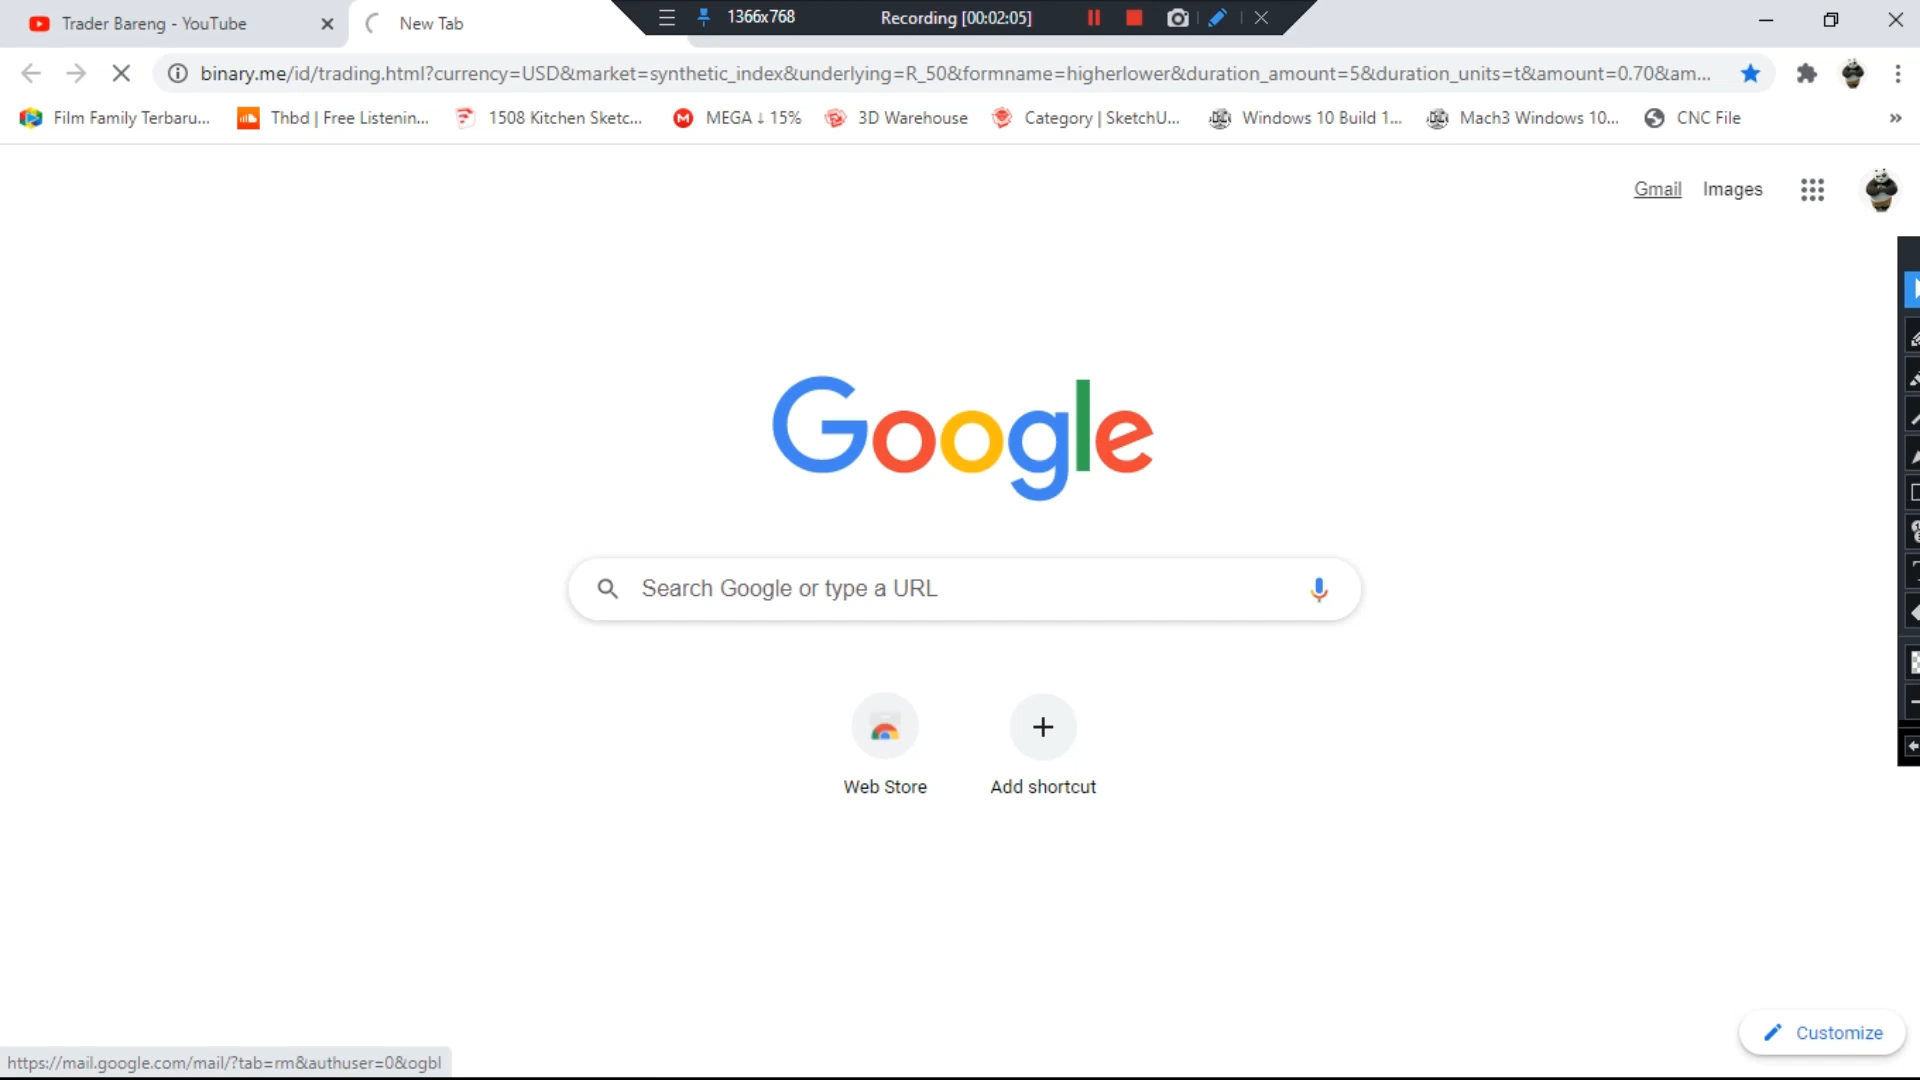 Trader Bareng - YouTube
New Tab
1366x768
Recording [00:02:05]
binary.me/id/trading.html?currency=USD&market=synthetic_index&underlying=R_50&formname=higherlower&duration_amount=5&duration_units=t&amount=0.70&am...
Film Family Terbaru...
Thbd | Free Listenin...
1508 Kitchen Sketc...
MEGA ↓ 15%
3D Warehouse
Category | SketchU...
Windows 10 Build 1...
Mach3 Windows 10...
CNC File
»
Gmail
Images
Google
Search Google or type a URL
Web Store
Add shortcut
Customize
https://mail.google.com/mail/?tab=rm&authuser=0&ogbl